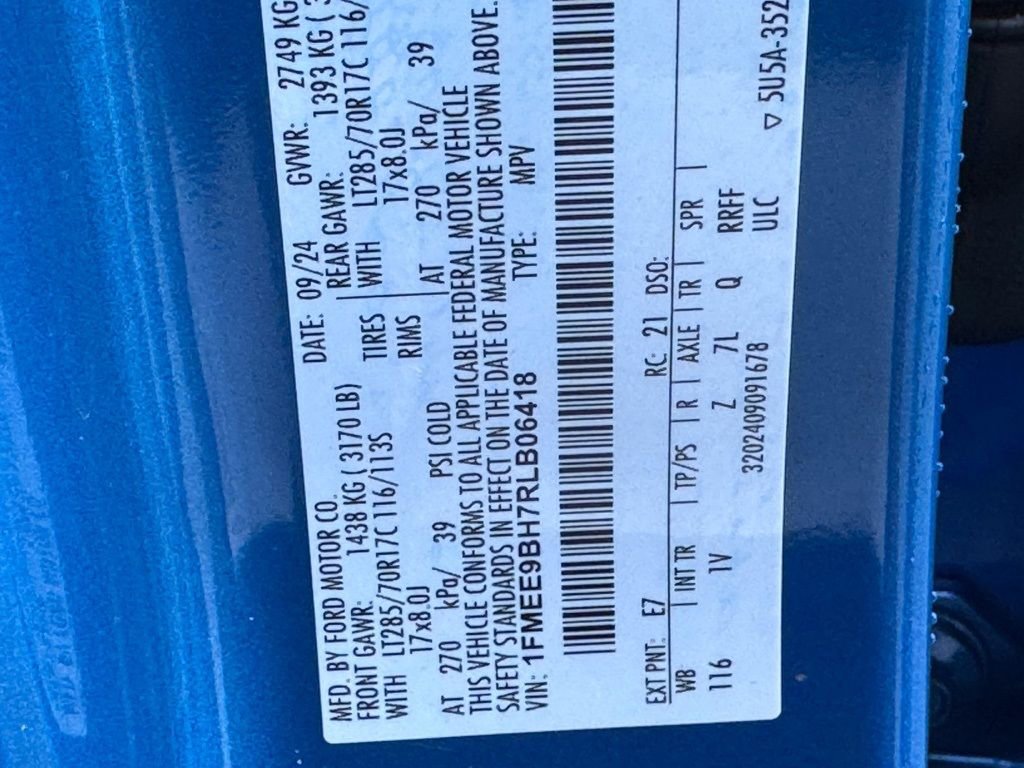 MFD. BY FORD MOTOR CO.
DATE: 09/24 GVWR: 2749 KG
FRONT GAWR: 1438 KG ( 3170 LB) REAR GAWR: 1393 KG (
WITH LT285/70R17C 116/113S TIRES WITH LT285/70R17C 116/
17x8.0J RIMS 17x8.0J
AT 270 kPa/ 39 PSI COLD AT 270 kPa/ 39
THIS VEHICLE CONFORMS TO ALL APPLICABLE FEDERAL MOTOR VEHICLE
SAFETY STANDARDS IN EFFECT ON THE DATE OF MANUFACTURE SHOWN ABOVE.
VIN: 1FMEE9BH7RLB06418 TYPE: MPV
EXT PNT: E7 RC: 21 DSO:
WB | INT TR | TP/PS | R | AXLE | TR | SPR |
116 1V Z 7L Q RRFF
320240909 1678 ULC
▽ 5U5A-352